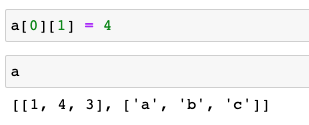 a[0][1] = 4
a
[[1, 4, 3], ['a', 'b', 'c']]